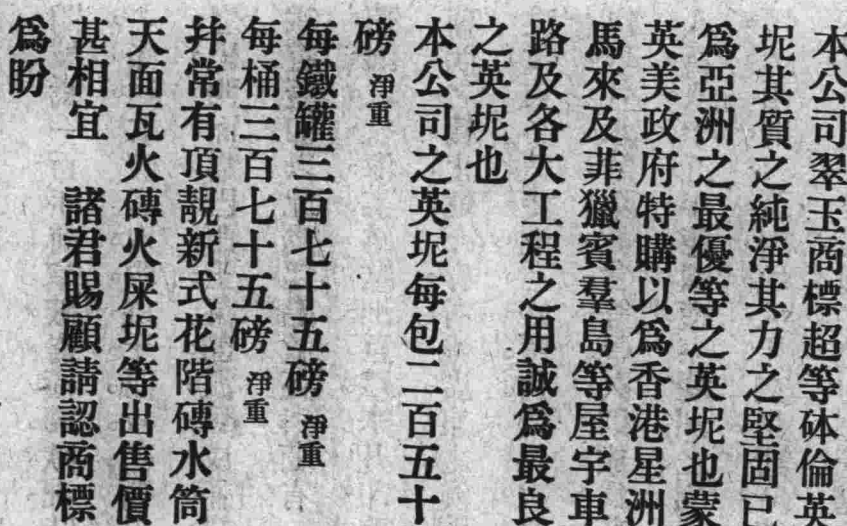 本公司翠玉商標超等砵倫英
坭其質之純淨其力之堅固已
爲亞洲之最優等之英坭也蒙
英美政府特購以爲香港星洲
馬來及非獵賓羣島等屋宇車
路及各大工程之用誠爲最良
之英坭也
本公司之英坭每包二百五十
磅 淨重
每鐵罐三百七十五磅 淨重
每桶三百七十五磅 淨重
并常有頂靚新式花階磚水筒
天面瓦火磚火屎坭等出售價
甚相宜 諸君賜顧請認商標
爲盼